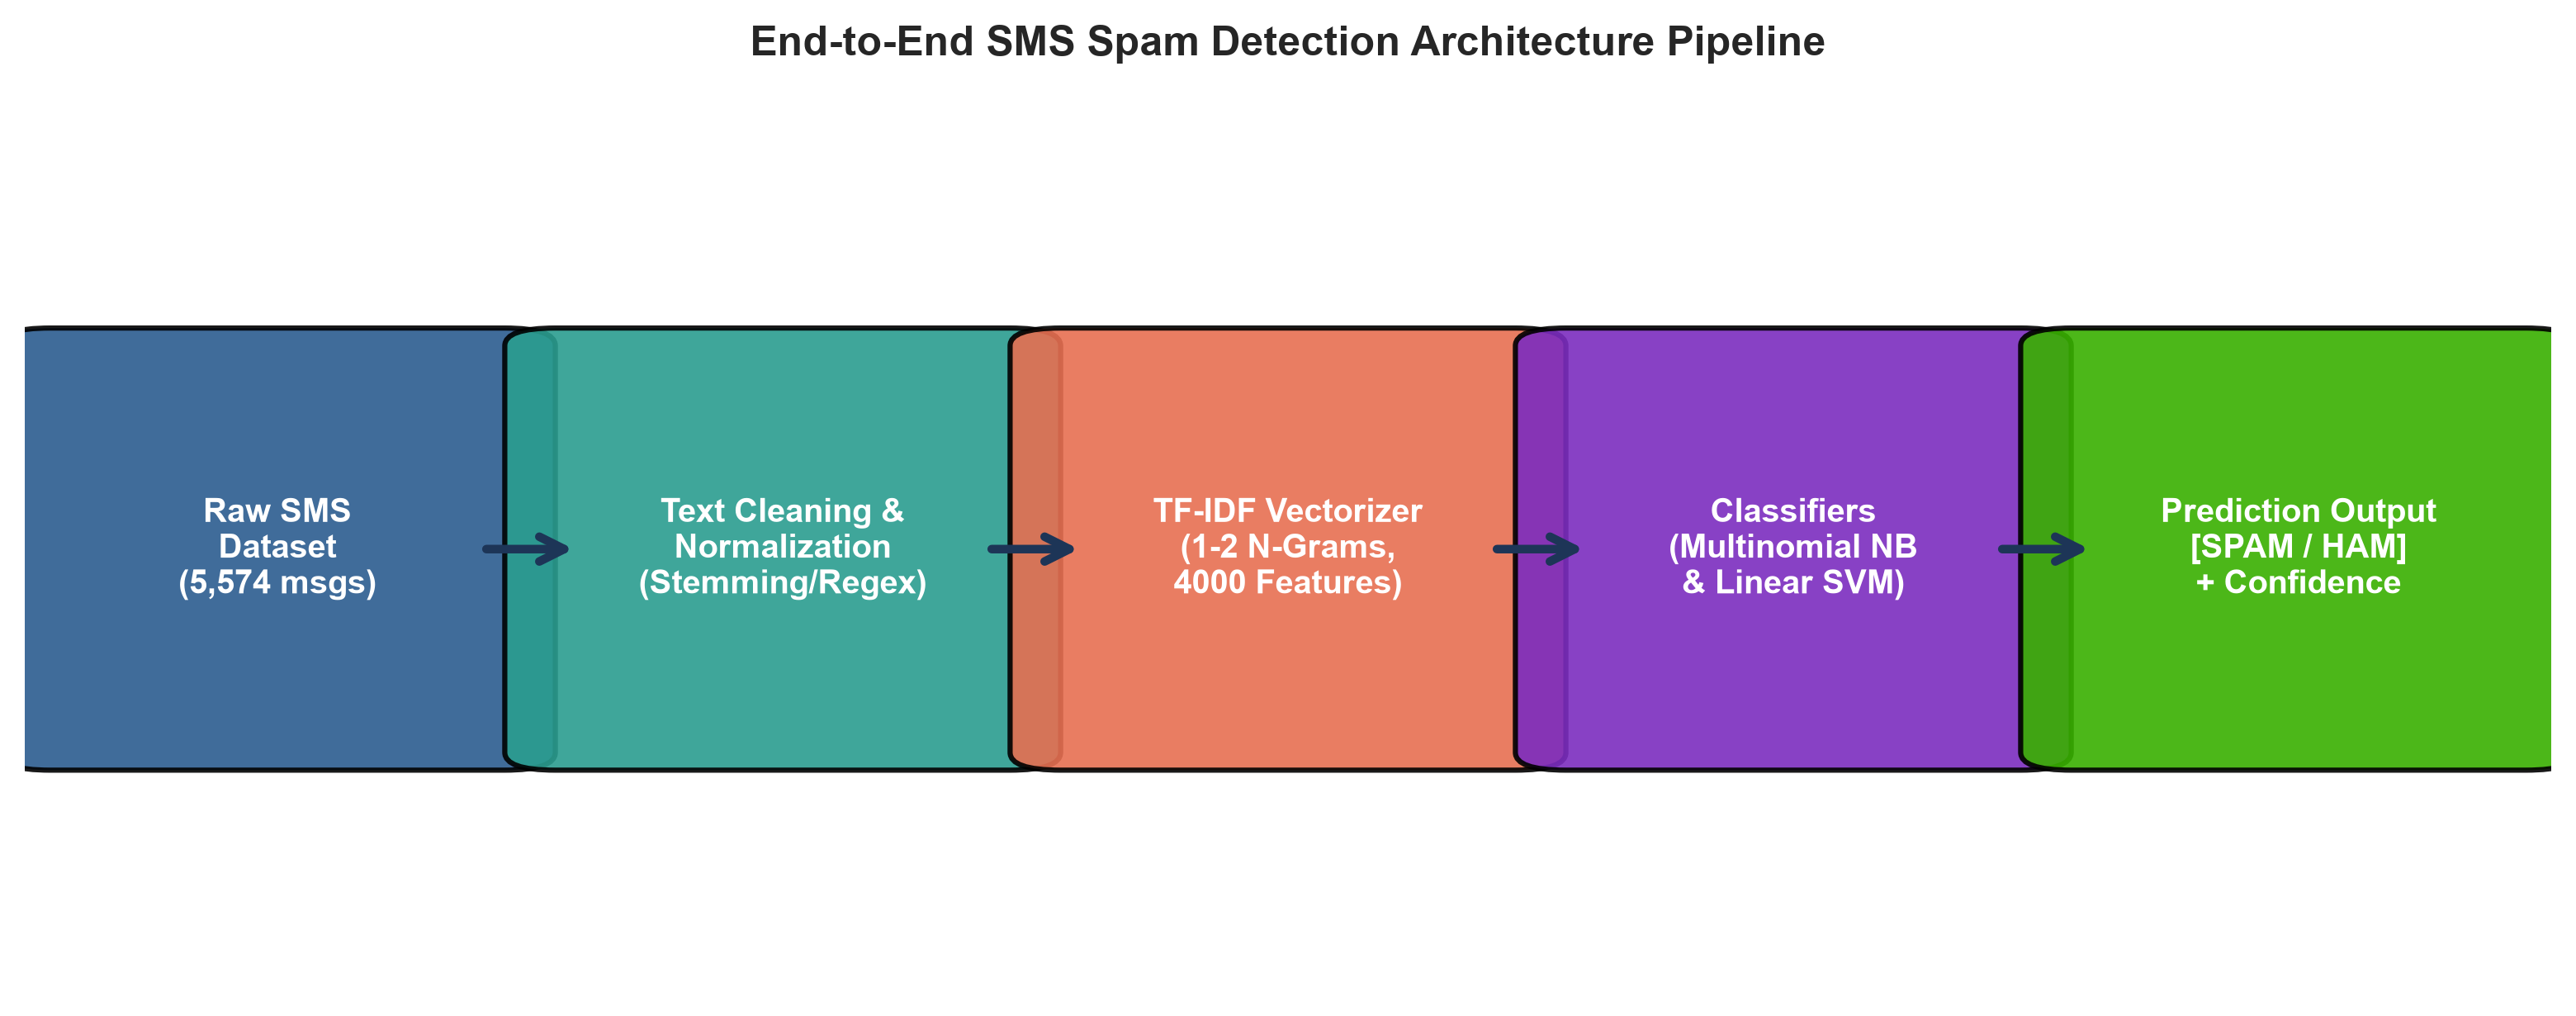 End-to-End SMS Spam Detection Architecture Pipeline
Raw SMS
Dataset
(5,574 msgs)
Text Cleaning &
Normalization
(Stemming/Regex)
TF-IDF Vectorizer
(1-2 N-Grams,
4000 Features)
Classifiers
(Multinomial NB
& Linear SVM)
Prediction Output
[SPAM / HAM]
+ Confidence